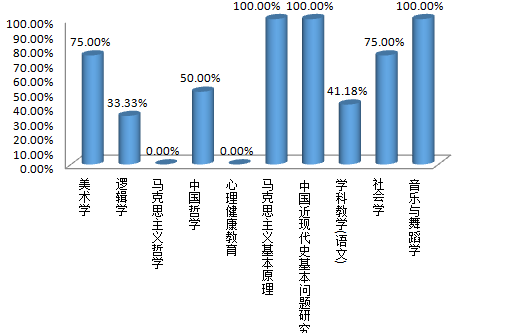 100.00%
90.00%
80.00%
70.00%
60.00%
50.00%
40.00%
30.00%
20.00%
10.00%
0.00%
75.00%
33.33%
0.00%
50.00%
0.00%
100.00%
100.00%
41.18%
75.00%
100.00%
美术学
逻辑学
马克思主义哲学
中国哲学
心理健康教育
马克思主义基本原理
中国近现代史基本问题研究
学科教学(语文)
社会学
音乐与舞蹈学